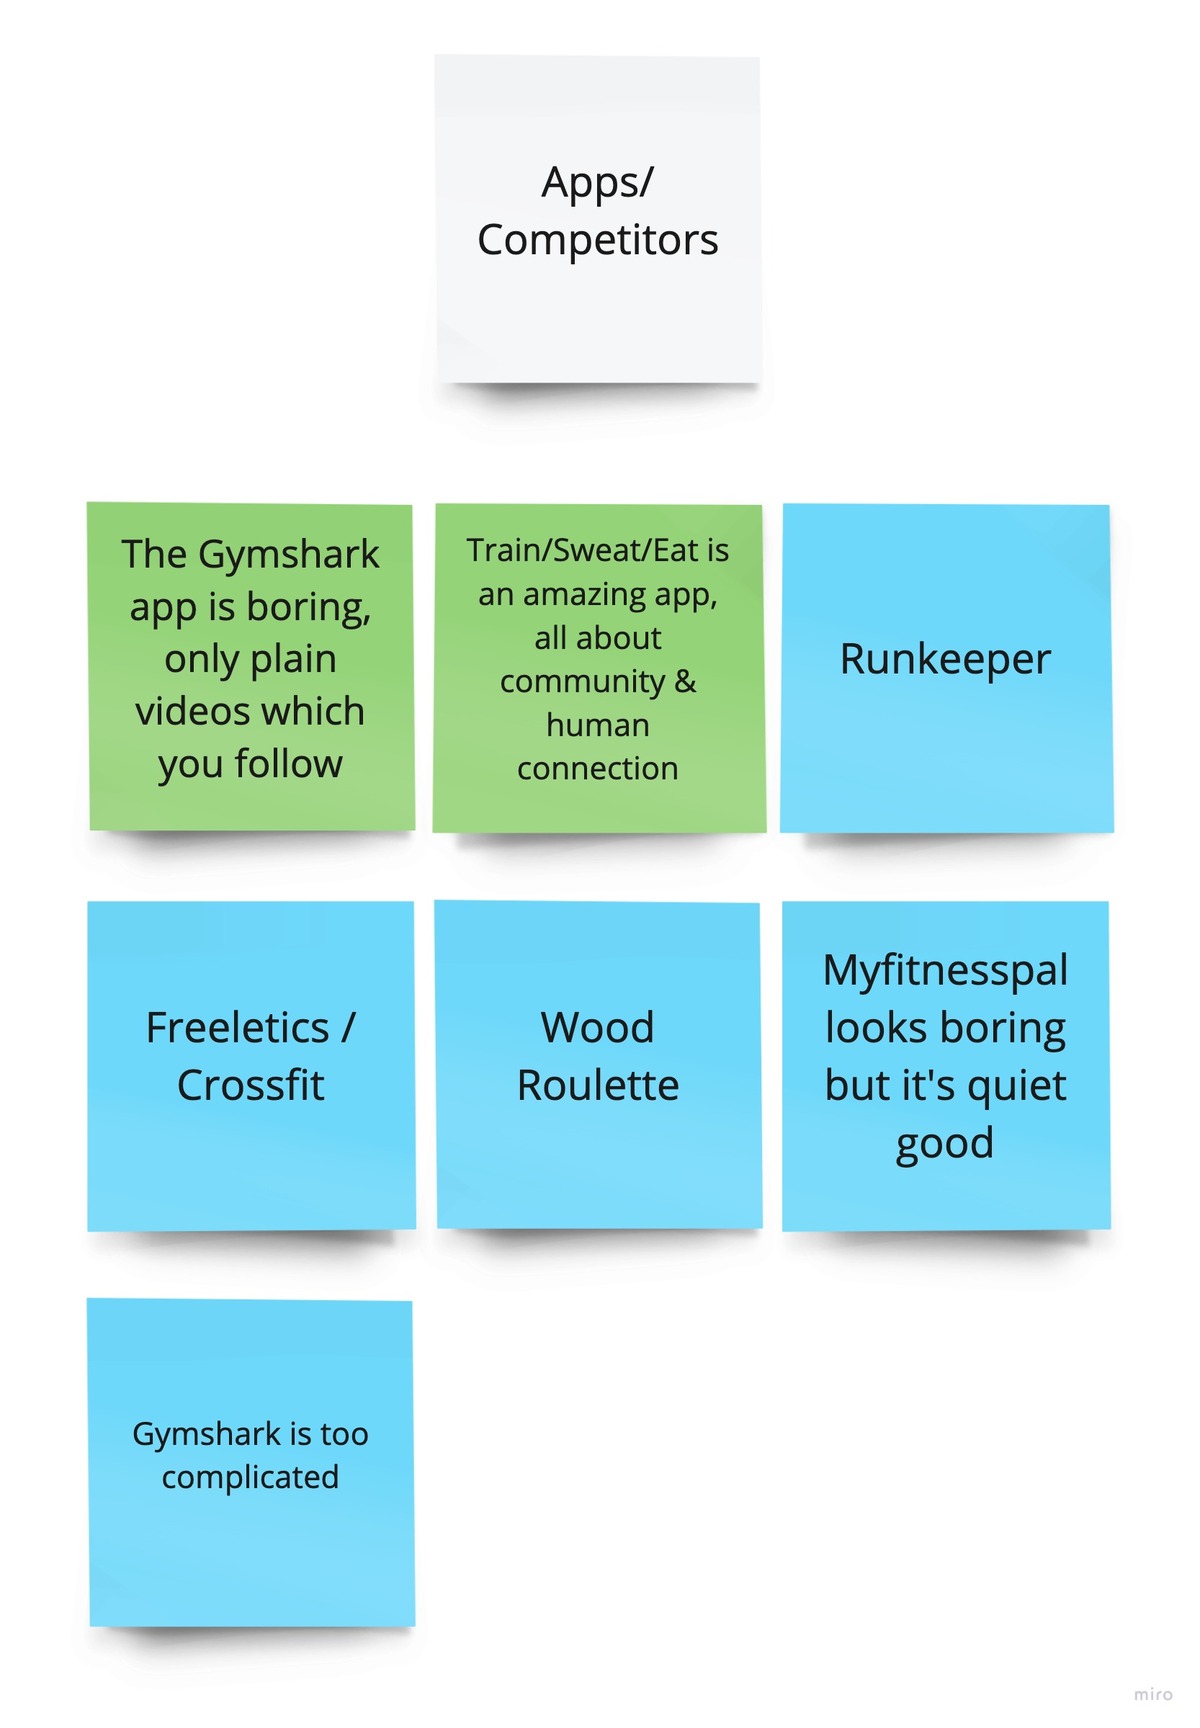 Apps/
Competitors
The Gymshark
app is boring,
only plain
videos which
you follow
Train/Sweat/Eat is
an amazing app,
all about
community &
human
connection
Runkeeper
Freeletics /
Crossfit
Wood
Roulette
Myfitnesspal
looks boring
but it's quiet
good
Gymshark is too
complicated
miro